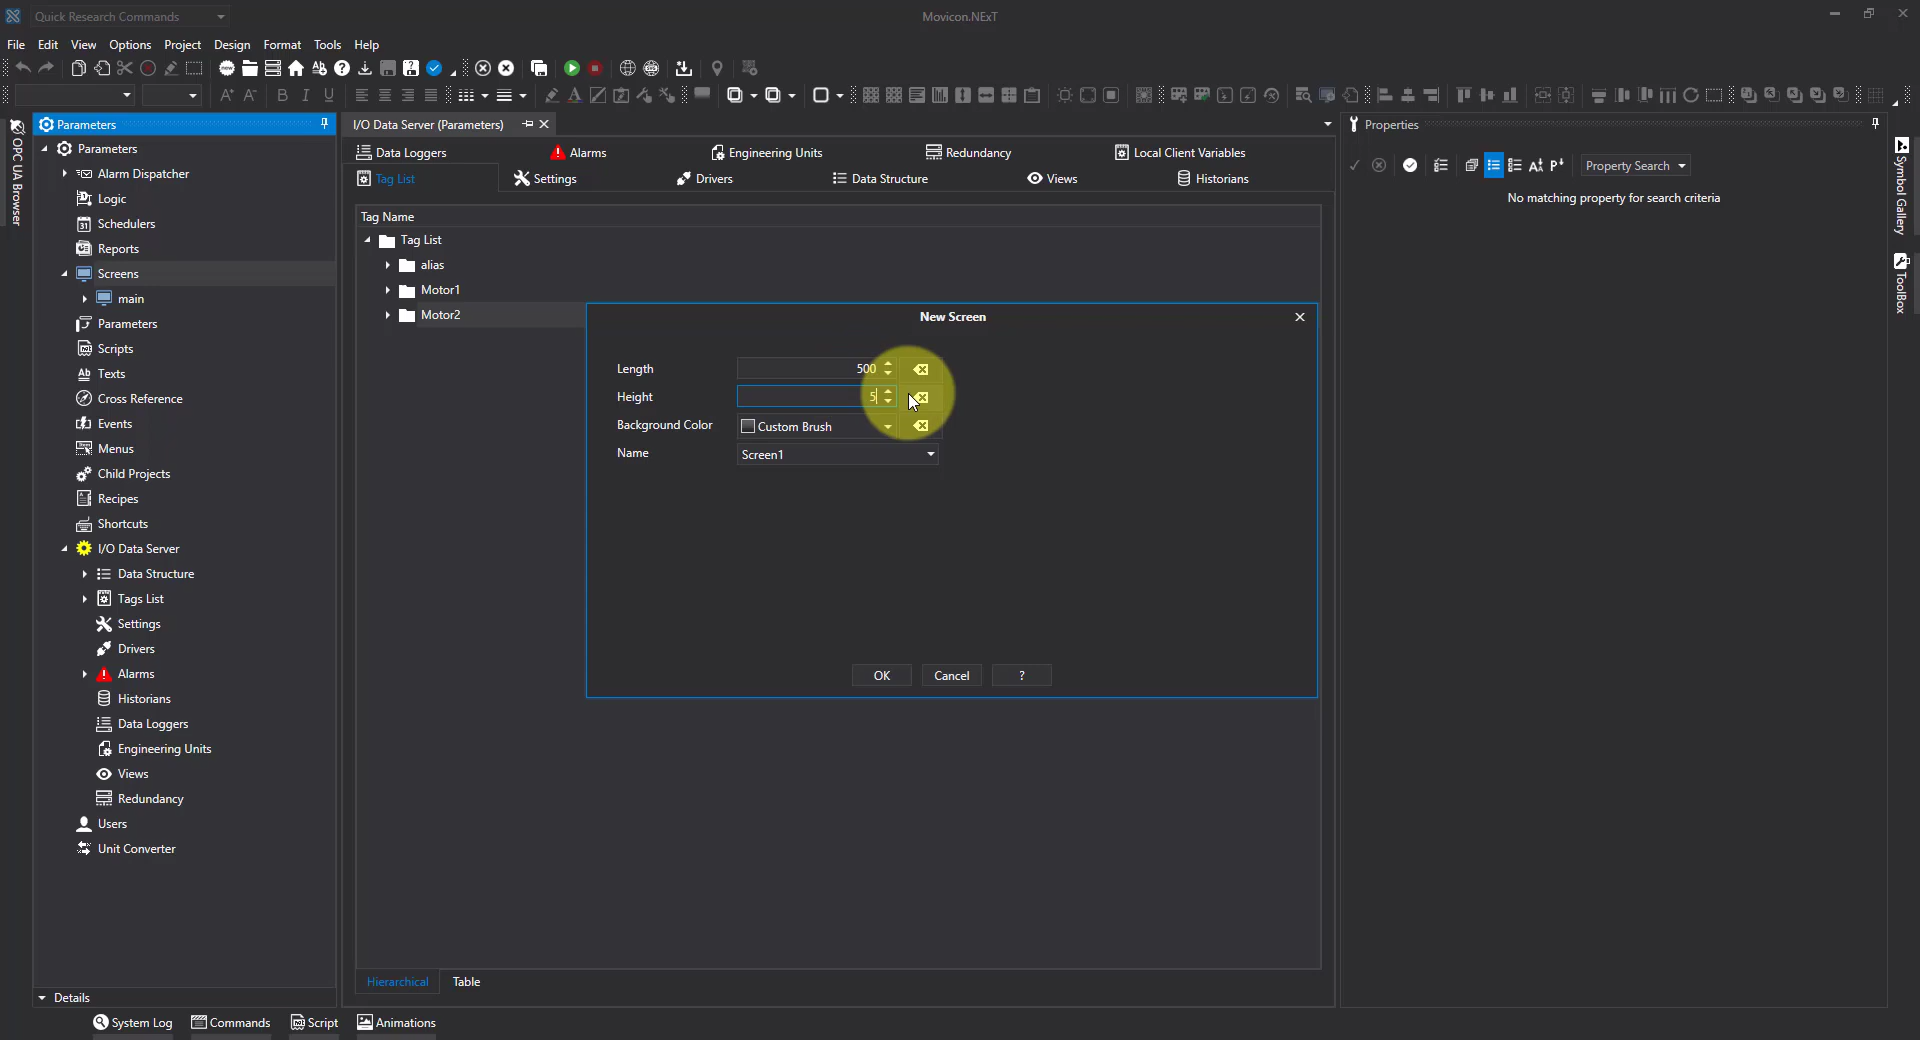 Quick Research Commands
Movicon.NExT
File Edit View Options Project Design Format Tools Help
Parameters
I/O Data Server (Parameters)
Properties
OPC UA Browser
Parameters
Alarm Dispatcher
Logic
Schedulers
Reports
Screens
main
Parameters
Scripts
Texts
Cross Reference
Events
Menus
Child Projects
Recipes
Shortcuts
I/O Data Server
Data Structure
Tags List
Settings
Drivers
Alarms
Historians
Data Loggers
Engineering Units
Views
Redundancy
Users
Unit Converter
Details
Data Loggers Alarms Engineering Units Redundancy Local Client Variables
Tag List Settings Drivers Data Structure Views Historians
Tag Name
Tag List
alias
Motor1
Motor2
New Screen
Length 500
Height 5
Background Color Custom Brush
Name Screen1
OK Cancel ?
Hierarchical Table
Property Search
No matching property for search criteria
Symbol Gallery
ToolBox
System Log Commands Script Animations